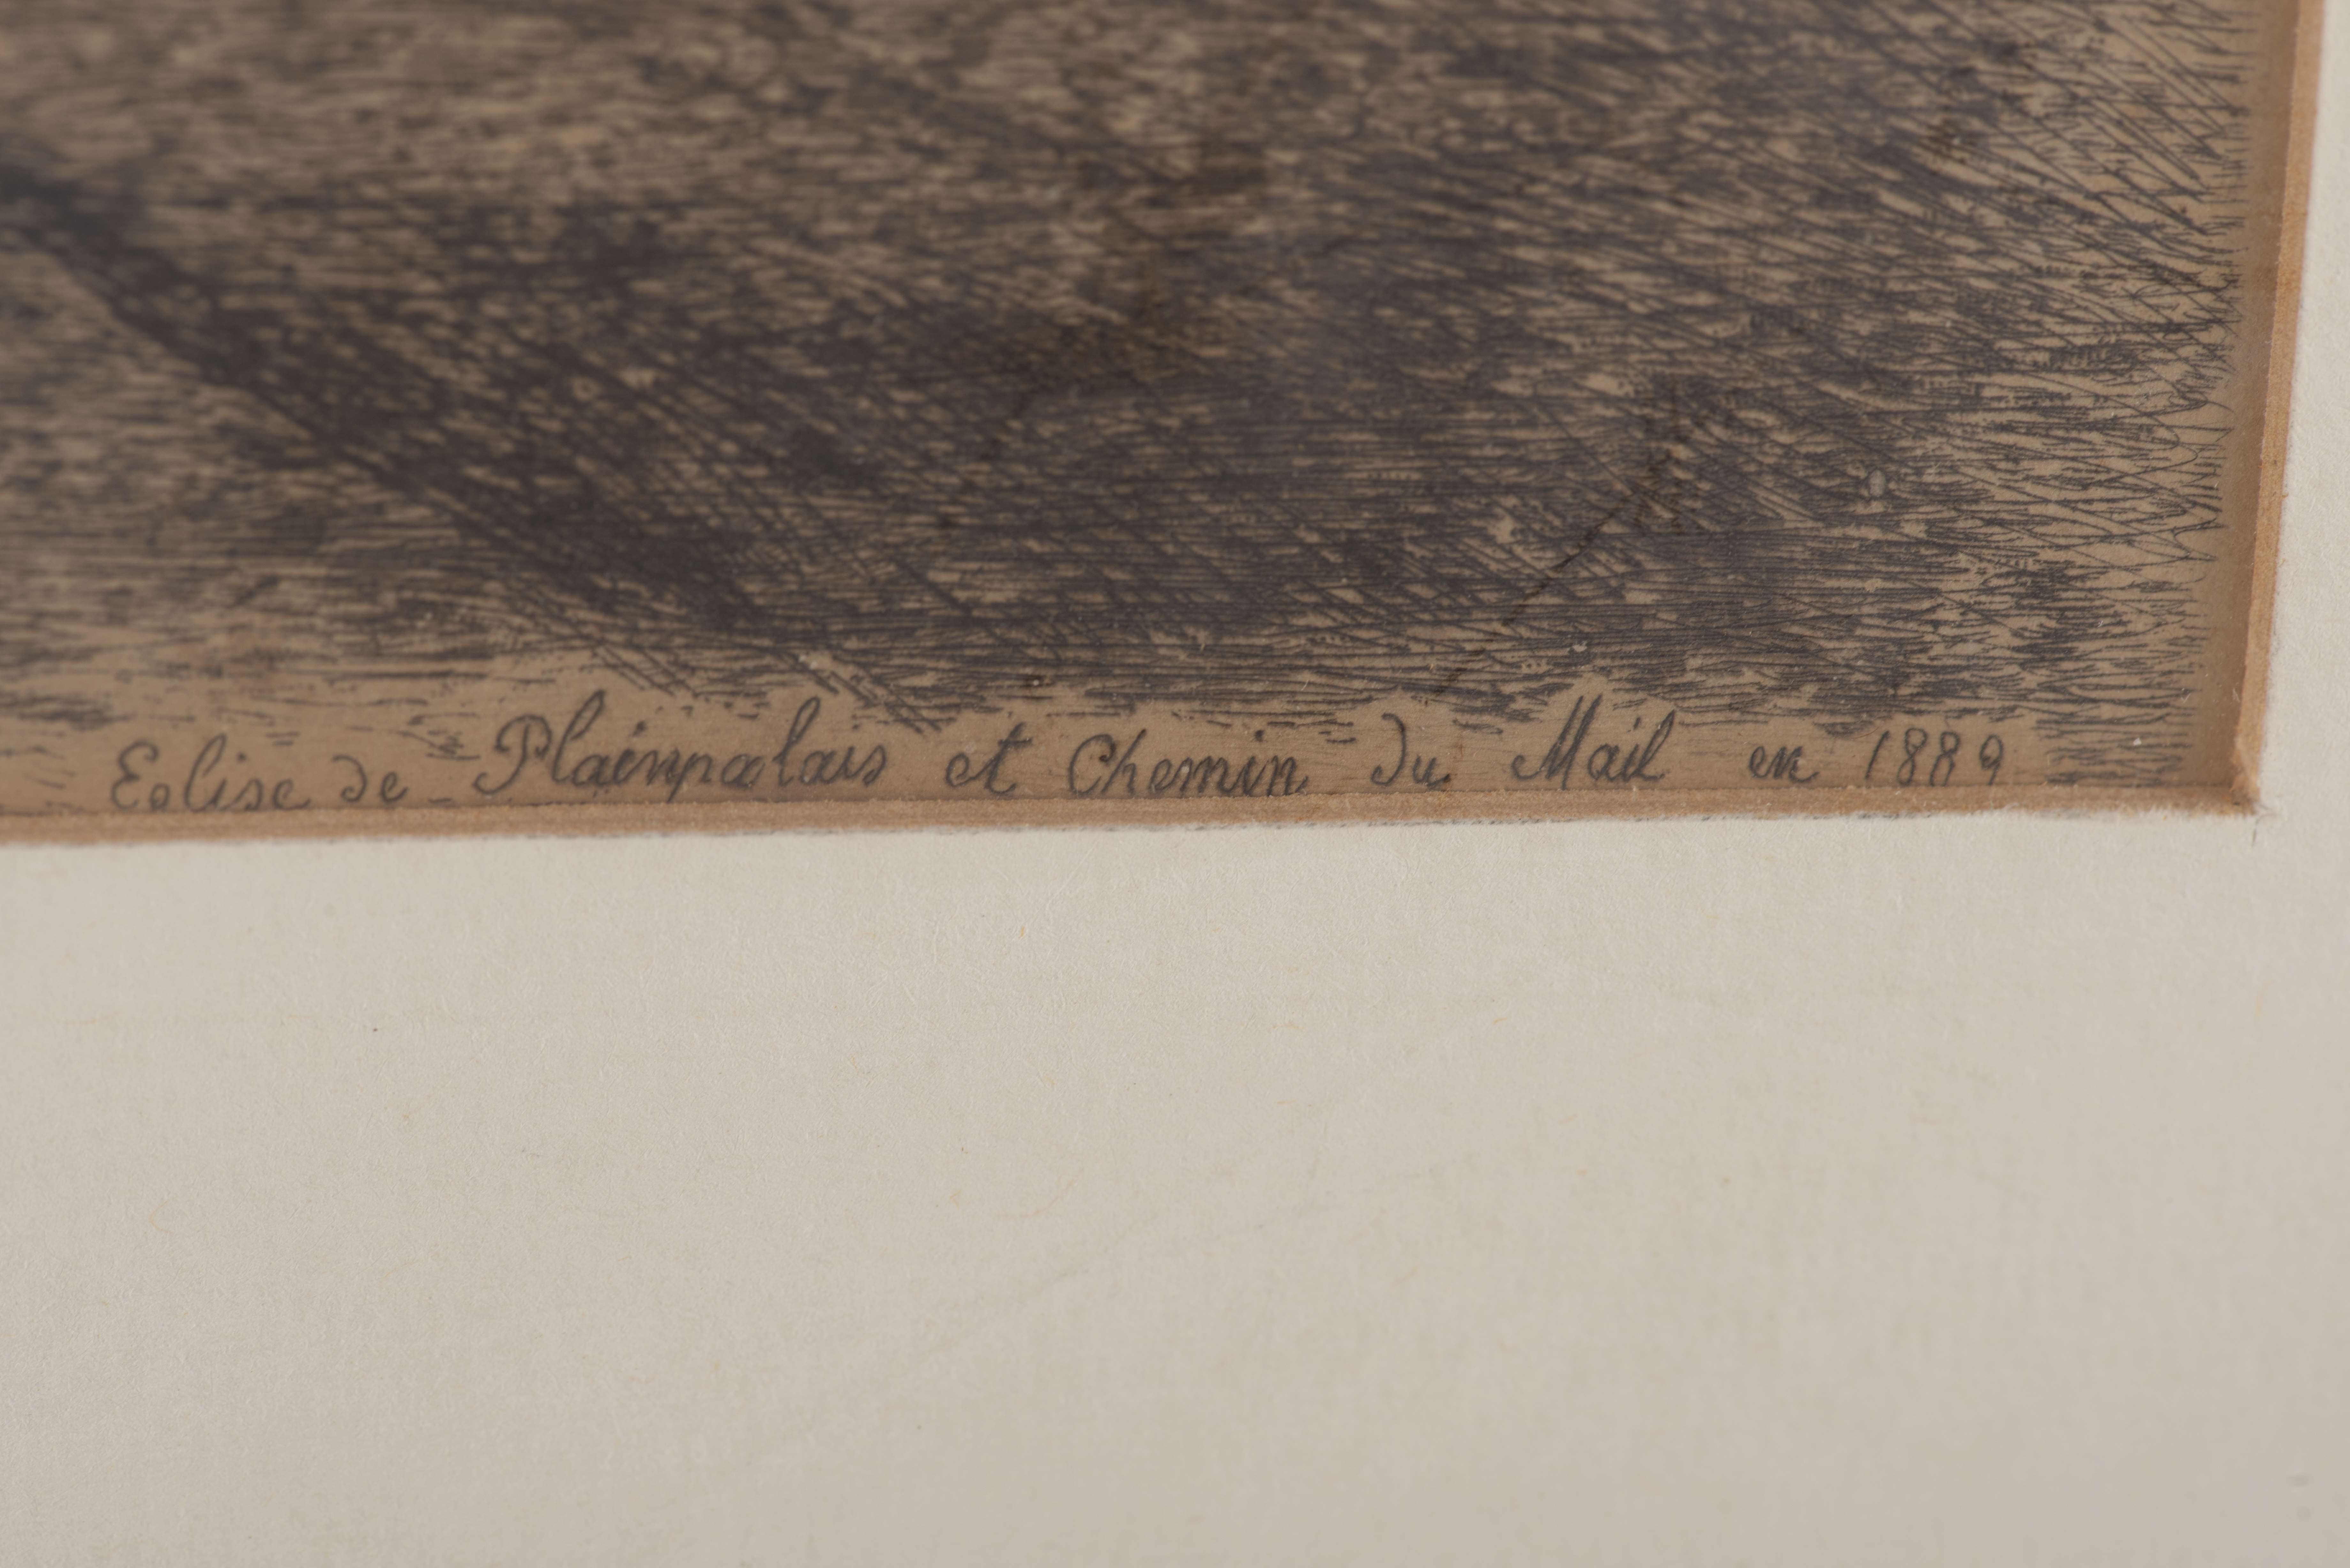 Eglise de Plainpalais et Chemin du Mail en 1889